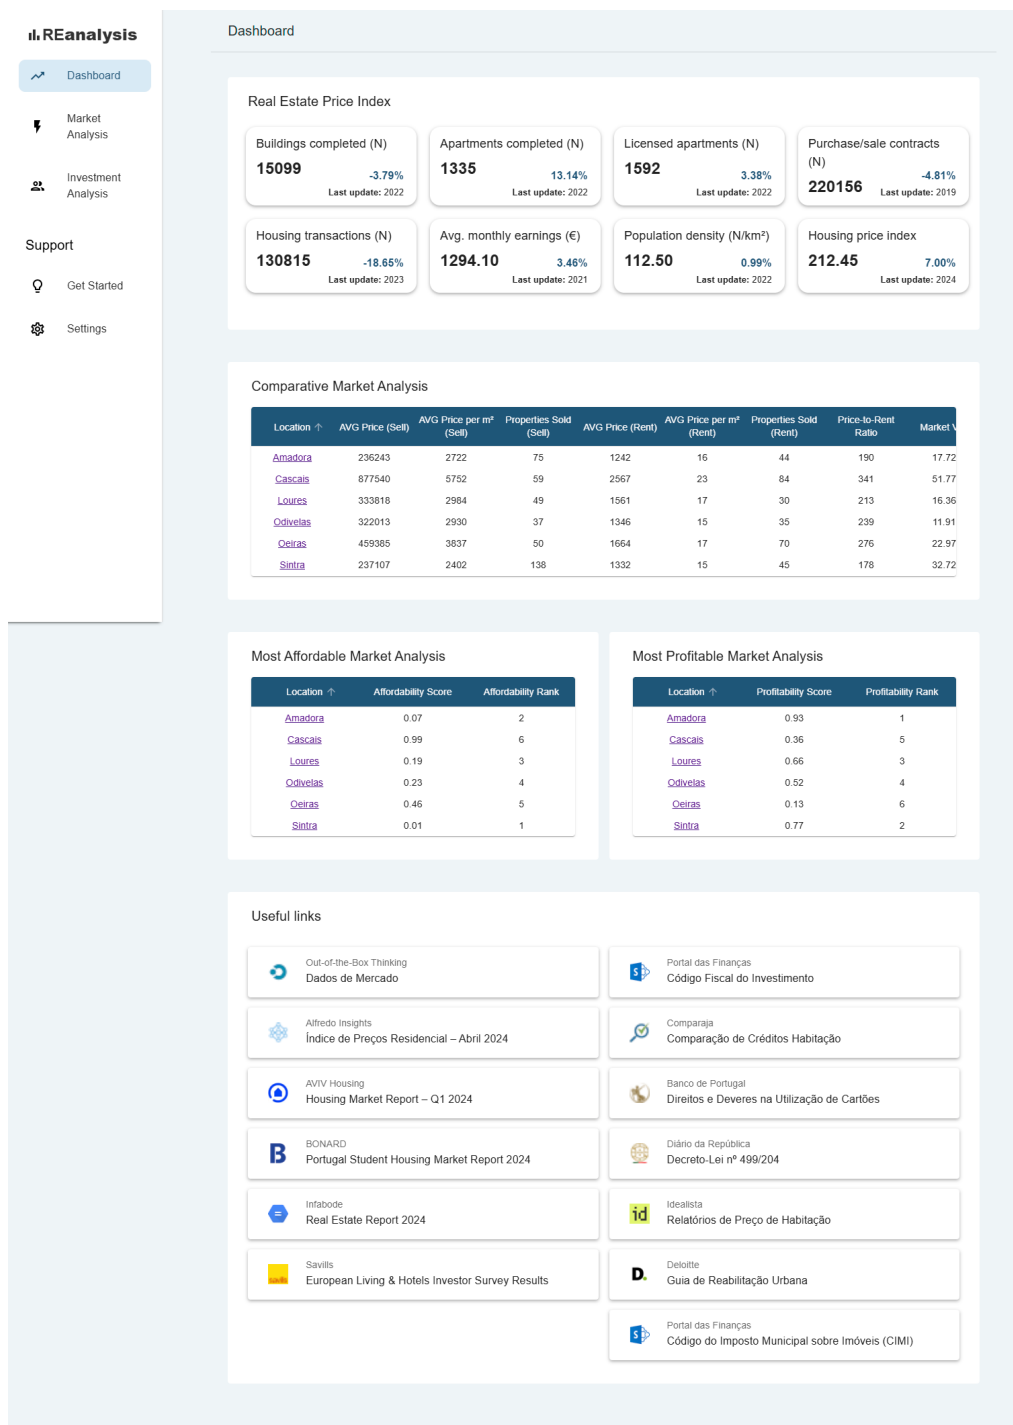 REanalysis
Dashboard
Market
Analysis
Investment
Analysis
Support
Get Started
Settings
Dashboard
Real Estate Price Index
Buildings completed (N)
15099
-3.79%
Last update: 2022
Apartments completed (N)
1335
13.14%
Last update: 2022
Licensed apartments (N)
1592
3.38%
Last update: 2022
Purchase/sale contracts
(N)
220156
-4.81%
Last update: 2019
Housing transactions (N)
130815
-18.65%
Last update: 2023
Avg. monthly earnings (€)
1294.10
3.46%
Last update: 2021
Population density (N/km²)
112.50
0.99%
Last update: 2022
Housing price index
212.45
7.00%
Last update: 2024
Comparative Market Analysis
Location ↑ AVG Price (Sell) AVG Price per m² (Sell) Properties Sold (Sell) AVG Price (Rent) AVG Price per m² (Rent) Properties Sold (Rent) Price-to-Rent Ratio Market V
Amadora 236243 2722 75 1242 16 44 190 17.72
Cascais 877540 5752 59 2567 23 84 341 51.77
Loures 333818 2984 49 1561 17 30 213 16.36
Odivelas 322013 2930 37 1346 15 35 239 11.91
Oeiras 459385 3837 50 1664 17 70 276 22.97
Sintra 237107 2402 138 1332 15 45 178 32.72
Most Affordable Market Analysis
Location ↑ Affordability Score Affordability Rank
Amadora 0.07 2
Cascais 0.99 6
Loures 0.19 3
Odivelas 0.23 4
Oeiras 0.46 5
Sintra 0.01 1
Most Profitable Market Analysis
Location ↑ Profitability Score Profitability Rank
Amadora 0.93 1
Cascais 0.36 5
Loures 0.66 3
Odivelas 0.52 4
Oeiras 0.13 6
Sintra 0.77 2
Useful links
Out-of-the-Box Thinking
Dados de Mercado
Alfredo Insights
Índice de Preços Residencial – Abril 2024
AVIV Housing
Housing Market Report – Q1 2024
B
BONARD
Portugal Student Housing Market Report 2024
Infabode
Real Estate Report 2024
savills
Savills
European Living & Hotels Investor Survey Results
S
Portal das Finanças
Código Fiscal do Investimento
Comparaja
Comparação de Créditos Habitação
Banco de Portugal
Direitos e Deveres na Utilização de Cartões
Diário da República
Decreto-Lei nº 499/204
id
Idealista
Relatórios de Preço de Habitação
D.
Deloitte
Guia de Reabilitação Urbana
S
Portal das Finanças
Código do Imposto Municipal sobre Imóveis (CIMI)